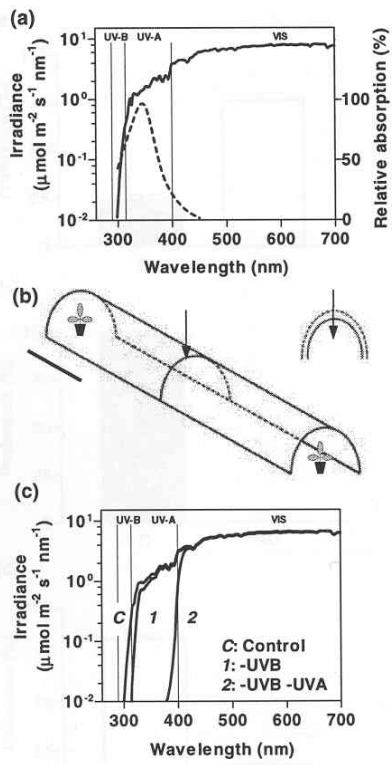 (a)
UV-B UV-A VIS
Irradiance
(μmol m⁻² s⁻¹ nm⁻¹)
10¹
10⁰
10⁻¹
10⁻²
100
50
0
Relative absorption (%)
300 400 500 600 700
Wavelength (nm)
(b)
(c)
UV-B UV-A VIS
Irradiance
(μmol m⁻² s⁻¹ nm⁻¹)
10¹
10⁰
10⁻¹
10⁻²
C 1 2
C: Control
1: -UVB
2: -UVB -UVA
300 400 500 600 700
Wavelength (nm)